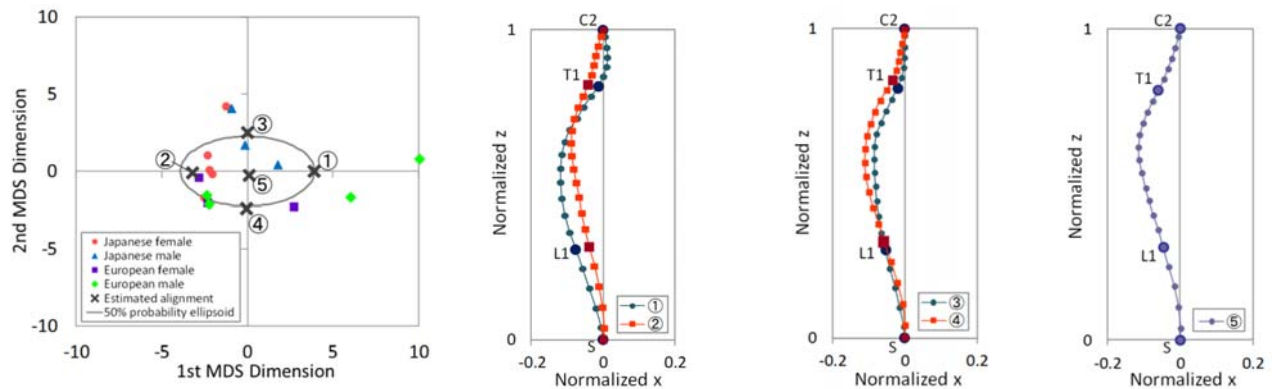 10
5
0
-5
-10
2nd MDS Dimension
③
②
①
⑤
④
Japanese female
Japanese male
European female
European male
Estimated alignment
50% probability ellipsoid
-10
-5
0
5
10
1st MDS Dimension
C2
1
T1
Normalized z
L1
①
②
S
0
-0.2
0
0.2
Normalized x
C2
1
T1
Normalized z
L1
③
④
S
0
-0.2
0
0.2
Normalized x
C2
1
T1
Normalized z
L1
⑤
S
0
-0.2
0
0.2
Normalized x